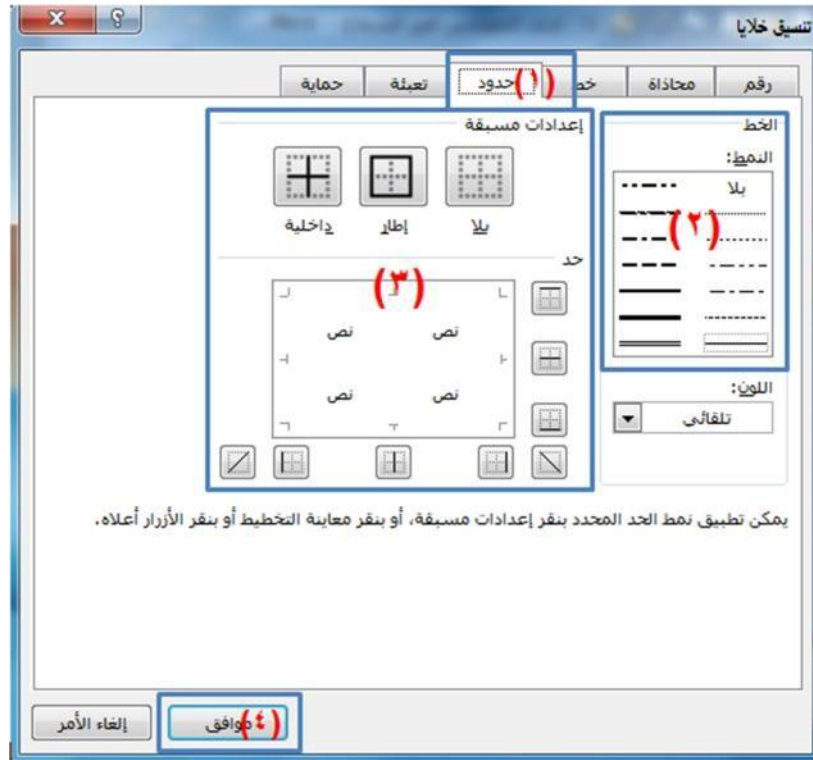 تنسيق خلايا
رقم محاذاة خط (١) حدود تعبئة حماية
الخط
النمط:
بلا
(٢)
إعدادات مسبقة
بلا إطار داخلية
حد
(٣)
نص نص
نص نص
اللون:
تلقائي
يمكن تطبيق نمط الحد المحدد بنقر إعدادات مسبقة، أو بنقر معاينة التخطيط أو بنقر الأزرار أعلاه.
(٤) موافق إلغاء الأمر